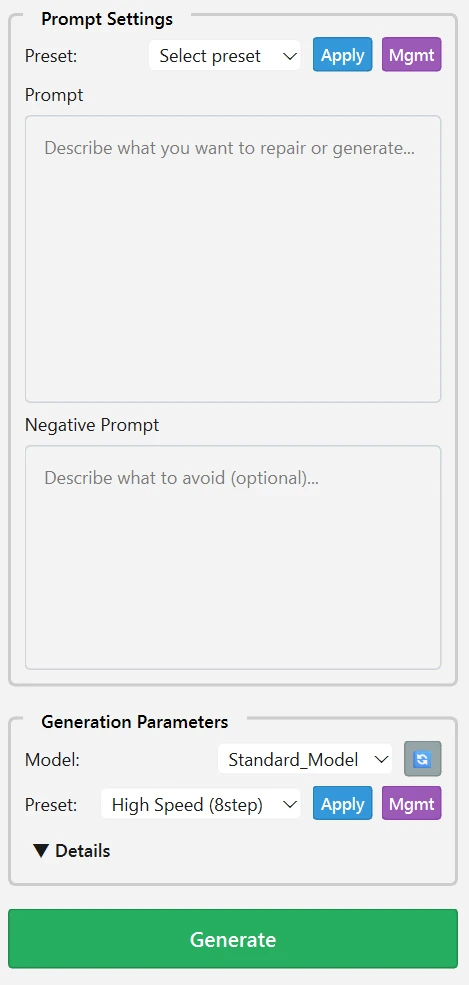 Prompt Settings
Preset: Select preset Apply Mgmt
Prompt
Describe what you want to repair or generate...
Negative Prompt
Describe what to avoid (optional)...
Generation Parameters
Model: Standard_Model
Preset: High Speed (8step) Apply Mgmt
▼ Details
Generate